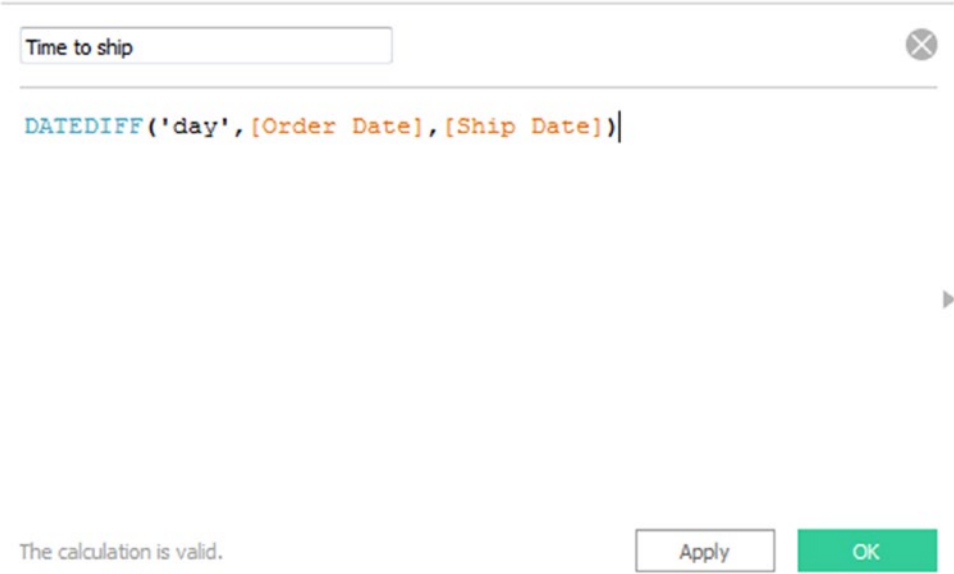 Time to ship
DATEDIFF('day',[Order Date],[Ship Date])
The calculation is valid.
Apply
OK